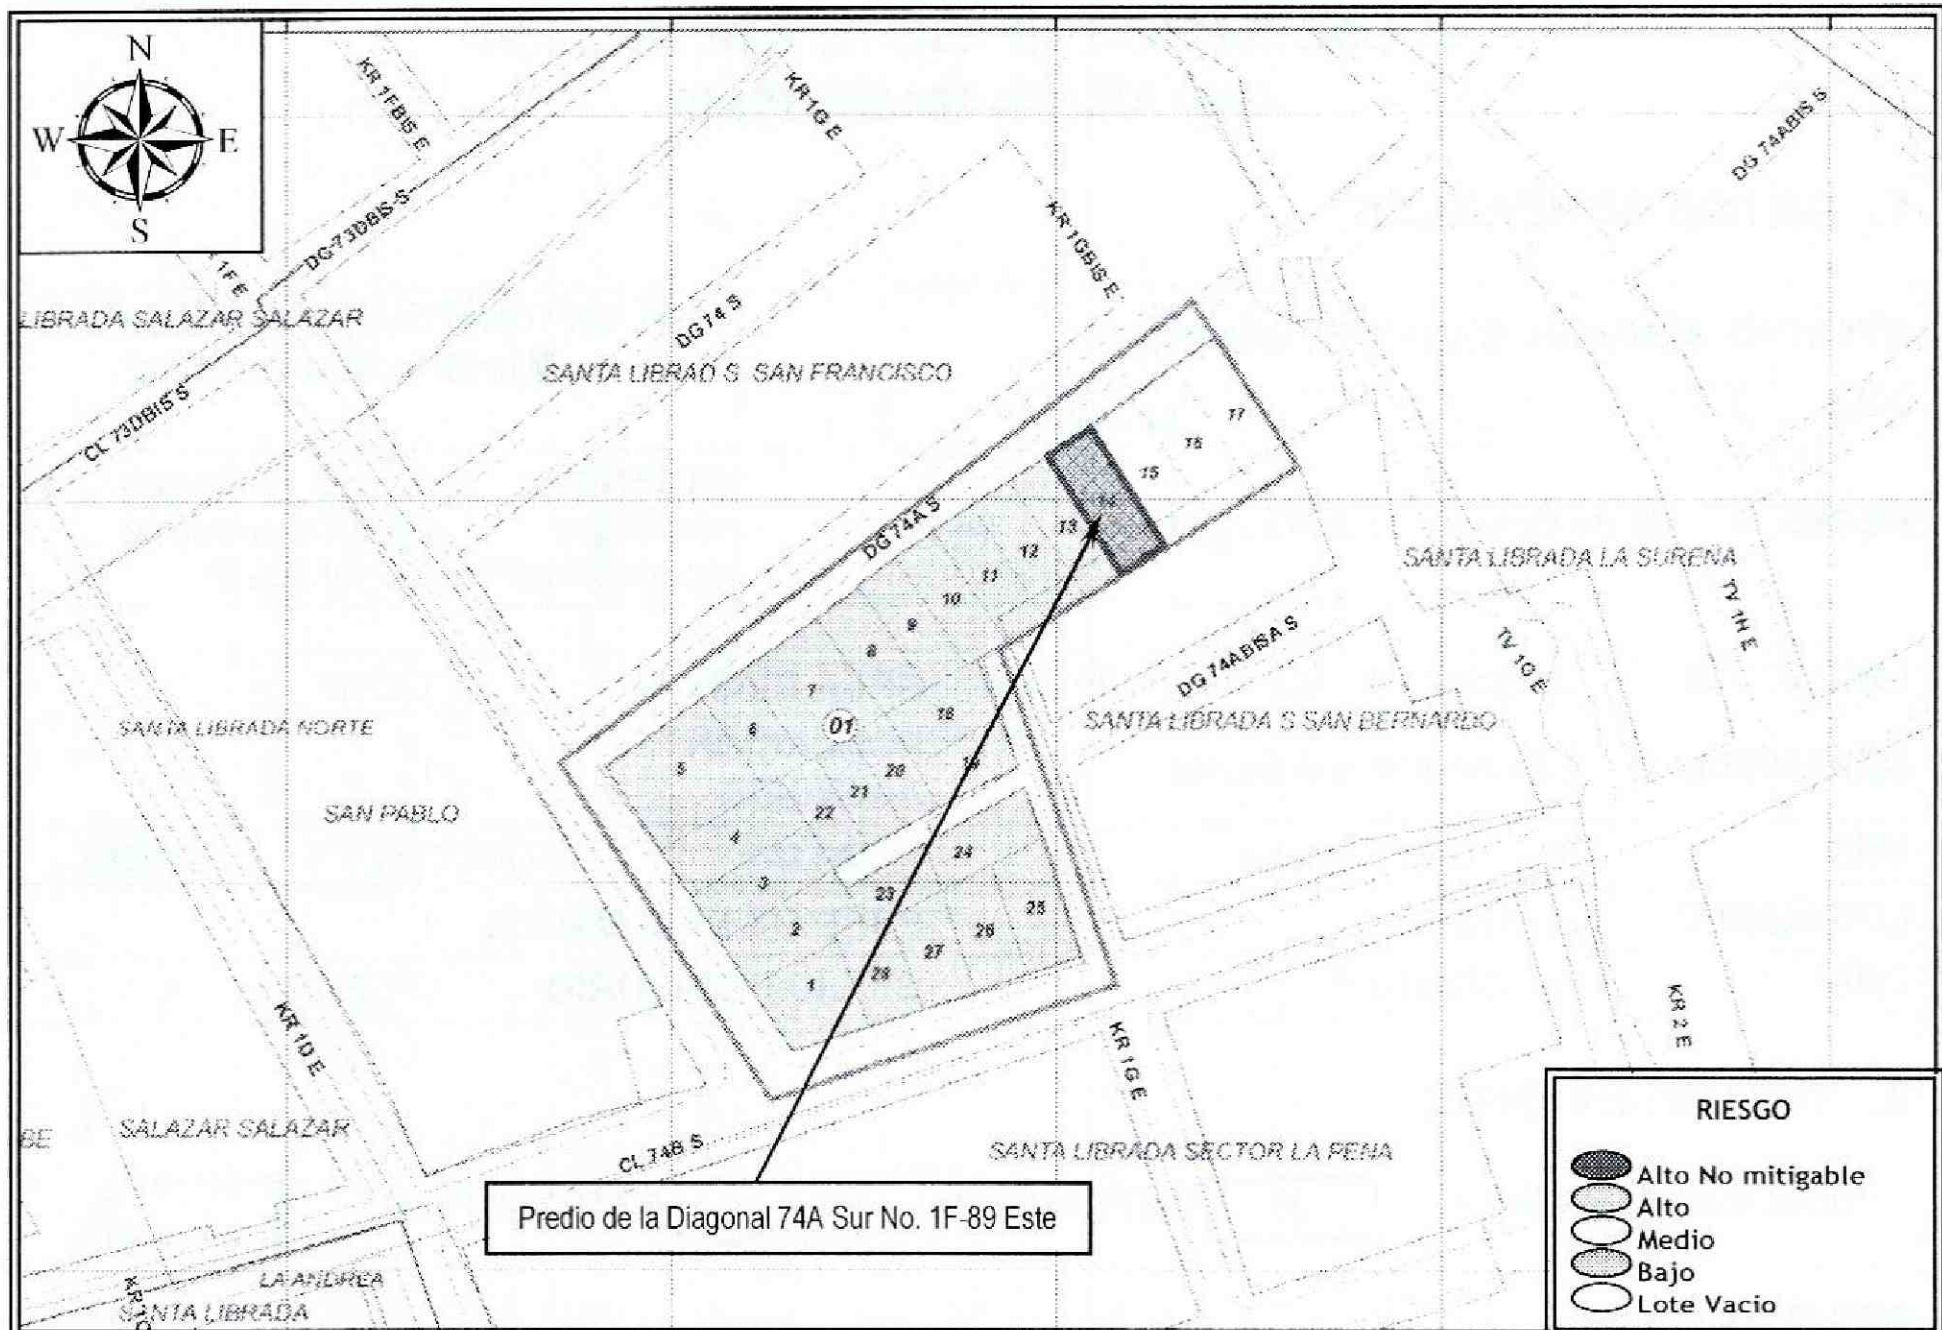 N
W E
S
KR 1FBIS E
KR 1G E
DG 74ABIS S
DG 73DBIS S
1F E
KR 1GBIS E
LIBRADA SALAZAR SALAZAR
DG 74 S
SANTA LIBRAD S SAN FRANCISCO
CL 73DBIS S
17
16
15
14
DG 74A S
13
12
11
10
9
8
7
6
5
SANTA LIBRADA LA SURENA
TV 1H E
TV 1G E
DG 74ABISA S
SANTA LIBRADA S SAN BERNARDO
SANTA LIBRADA NORTE
01
18
19
20
21
22
SAN PABLO
4
3
2
1
24
23
25
26
27
28
KR 1D E
KR 1G E
KR 2 E
BE
SALAZAR SALAZAR
CL 74B S
SANTA LIBRADA SECTOR LA PENA
Predio de la Diagonal 74A Sur No. 1F-89 Este
LA ANDREA
SANTA LIBRADA
RIESGO
Alto No mitigable
Alto
Medio
Bajo
Lote Vacio